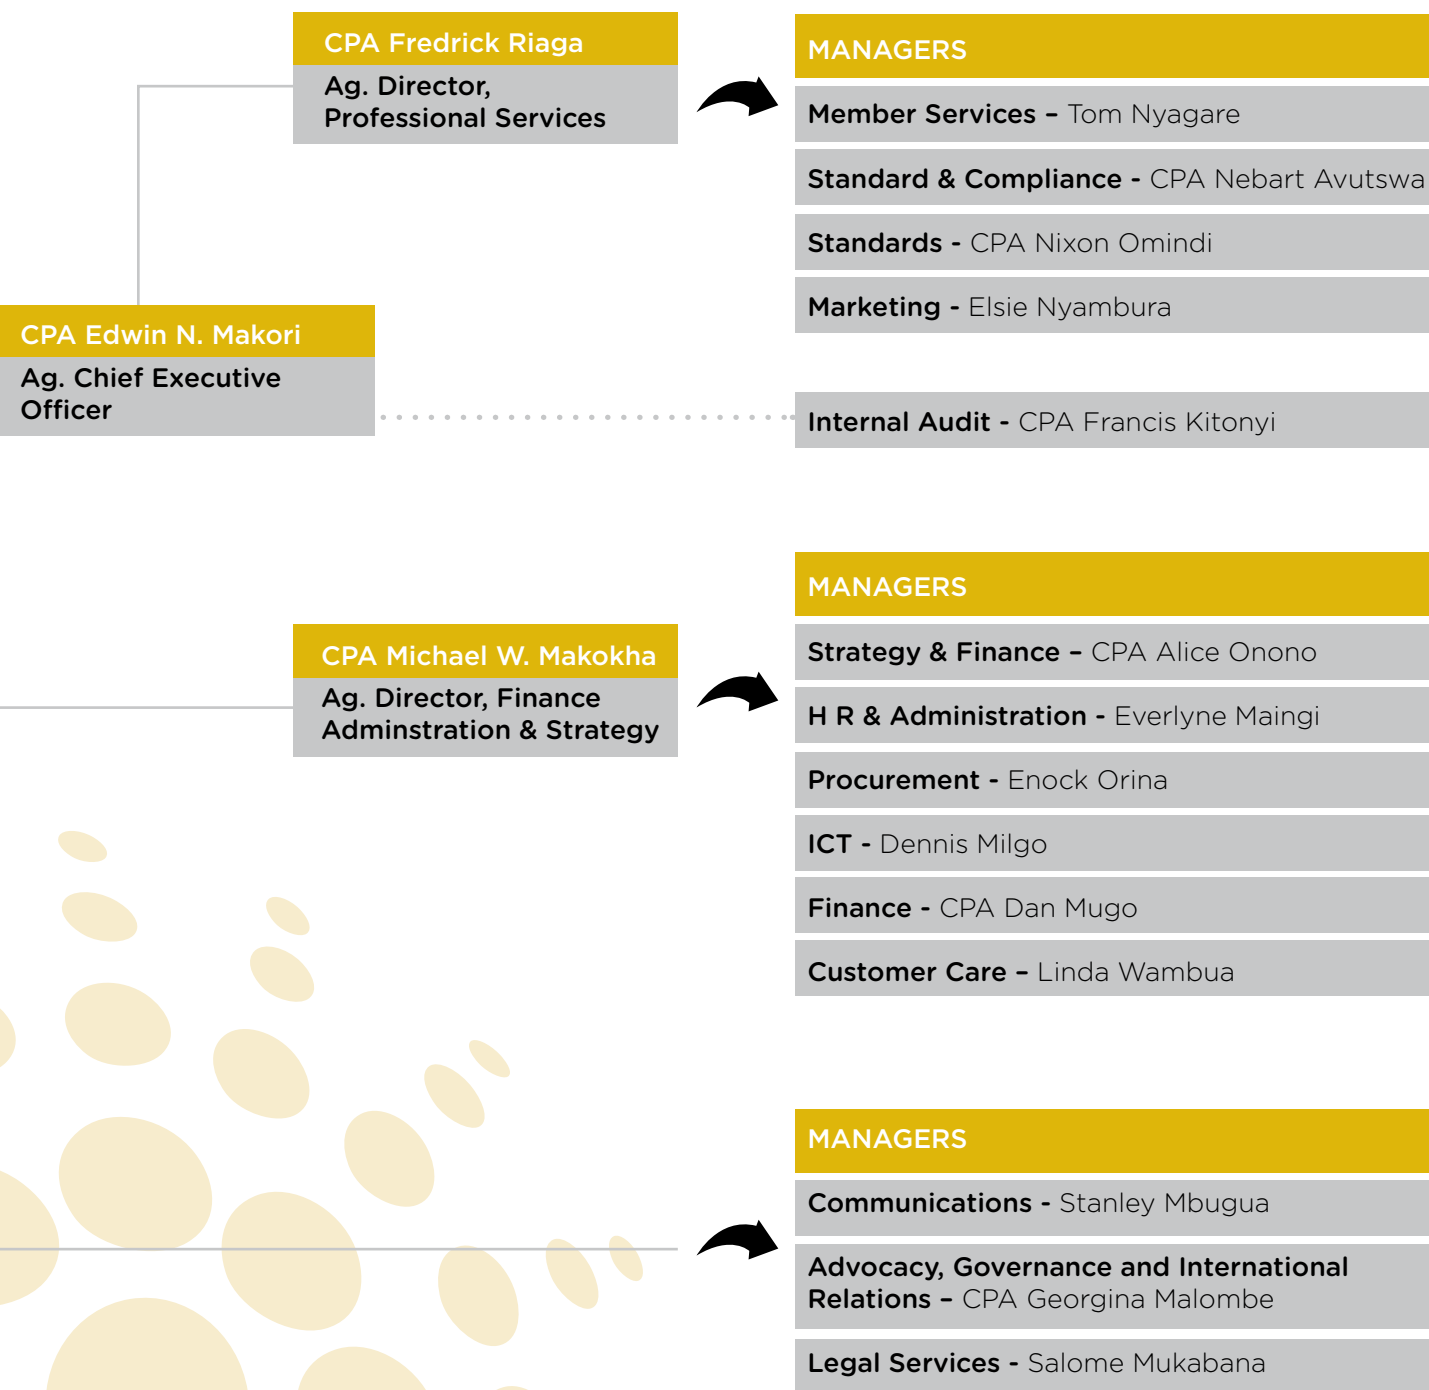 CPA Fredrick Riaga
Ag. Director,
Professional Services
MANAGERS
Member Services – Tom Nyagare
Standard & Compliance - CPA Nebart Avutswa
Standards - CPA Nixon Omindi
Marketing - Elsie Nyambura
CPA Edwin N. Makori
Ag. Chief Executive
Officer
Internal Audit - CPA Francis Kitonyi
CPA Michael W. Makokha
Ag. Director, Finance
Adminstration & Strategy
MANAGERS
Strategy & Finance – CPA Alice Onono
H R & Administration - Everlyne Maingi
Procurement - Enock Orina
ICT - Dennis Milgo
Finance - CPA Dan Mugo
Customer Care – Linda Wambua
MANAGERS
Communications - Stanley Mbugua
Advocacy, Governance and International
Relations – CPA Georgina Malombe
Legal Services - Salome Mukabana